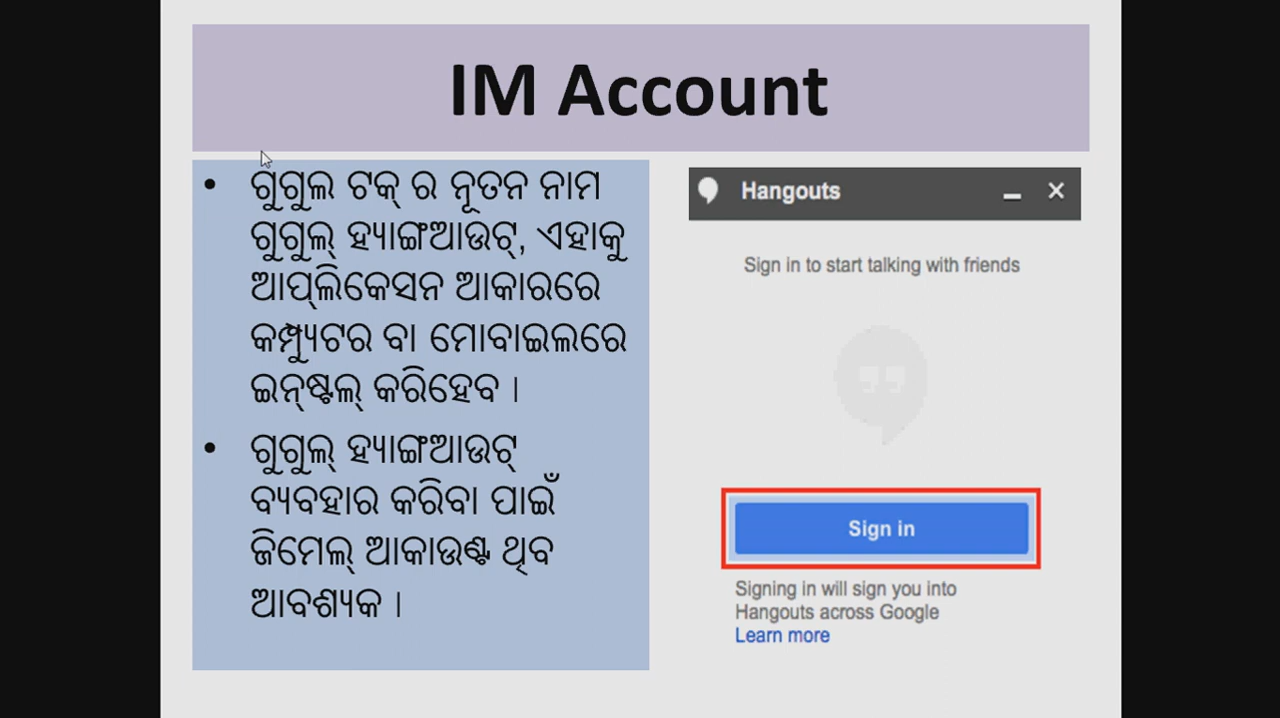 IM Account
• ଗୁଗୁଲ ଟକ୍ ର ନୂତନ ନାମ
ଗୁଗୁଲ୍ ହ୍ୟାଙ୍ଗଆଉଟ୍, ଏହାକୁ
ଆପ୍‌ଲିକେସନ ଆକାରରେ
କମ୍ପ୍ୟୁଟର ବା ମୋବାଇଲରେ
ଇନ୍‌ଷ୍ଟଲ୍ କରିହେବ ।
• ଗୁଗୁଲ୍ ହ୍ୟାଙ୍ଗଆଉଟ୍
ବ୍ୟବହାର କରିବା ପାଇଁ
ଜିମେଲ୍ ଆକାଉଣ୍ଟ ଥିବ
ଆବଶ୍ୟକ ।
Hangouts
Sign in to start talking with friends
Sign in
Signing in will sign you into
Hangouts across Google
Learn more